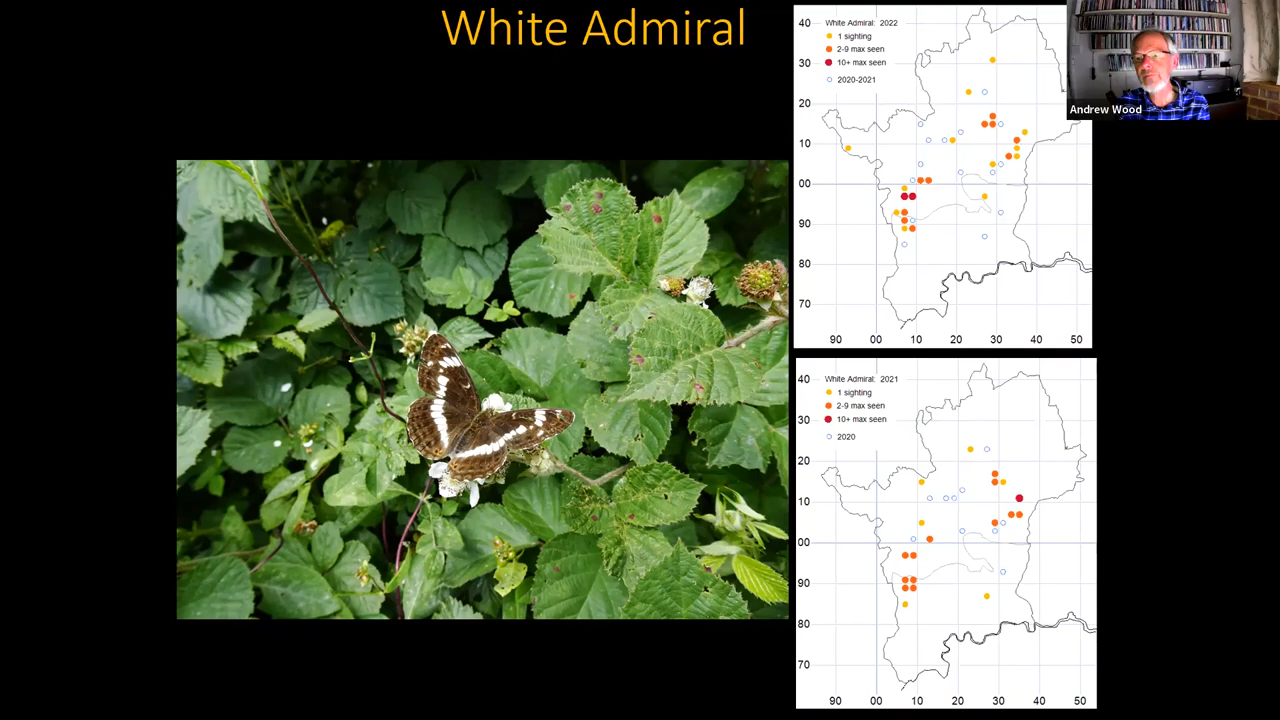 White Admiral
White Admiral: 2022
1 sighting
2-9 max seen
10+ max seen
2020-2021
40
30
20
10
00
90
80
70
90 00 10 20 30 40 50
Andrew Wood
White Admiral: 2021
1 sighting
2-9 max seen
10+ max seen
2020
40
30
20
10
00
90
80
70
90 00 10 20 30 40 50